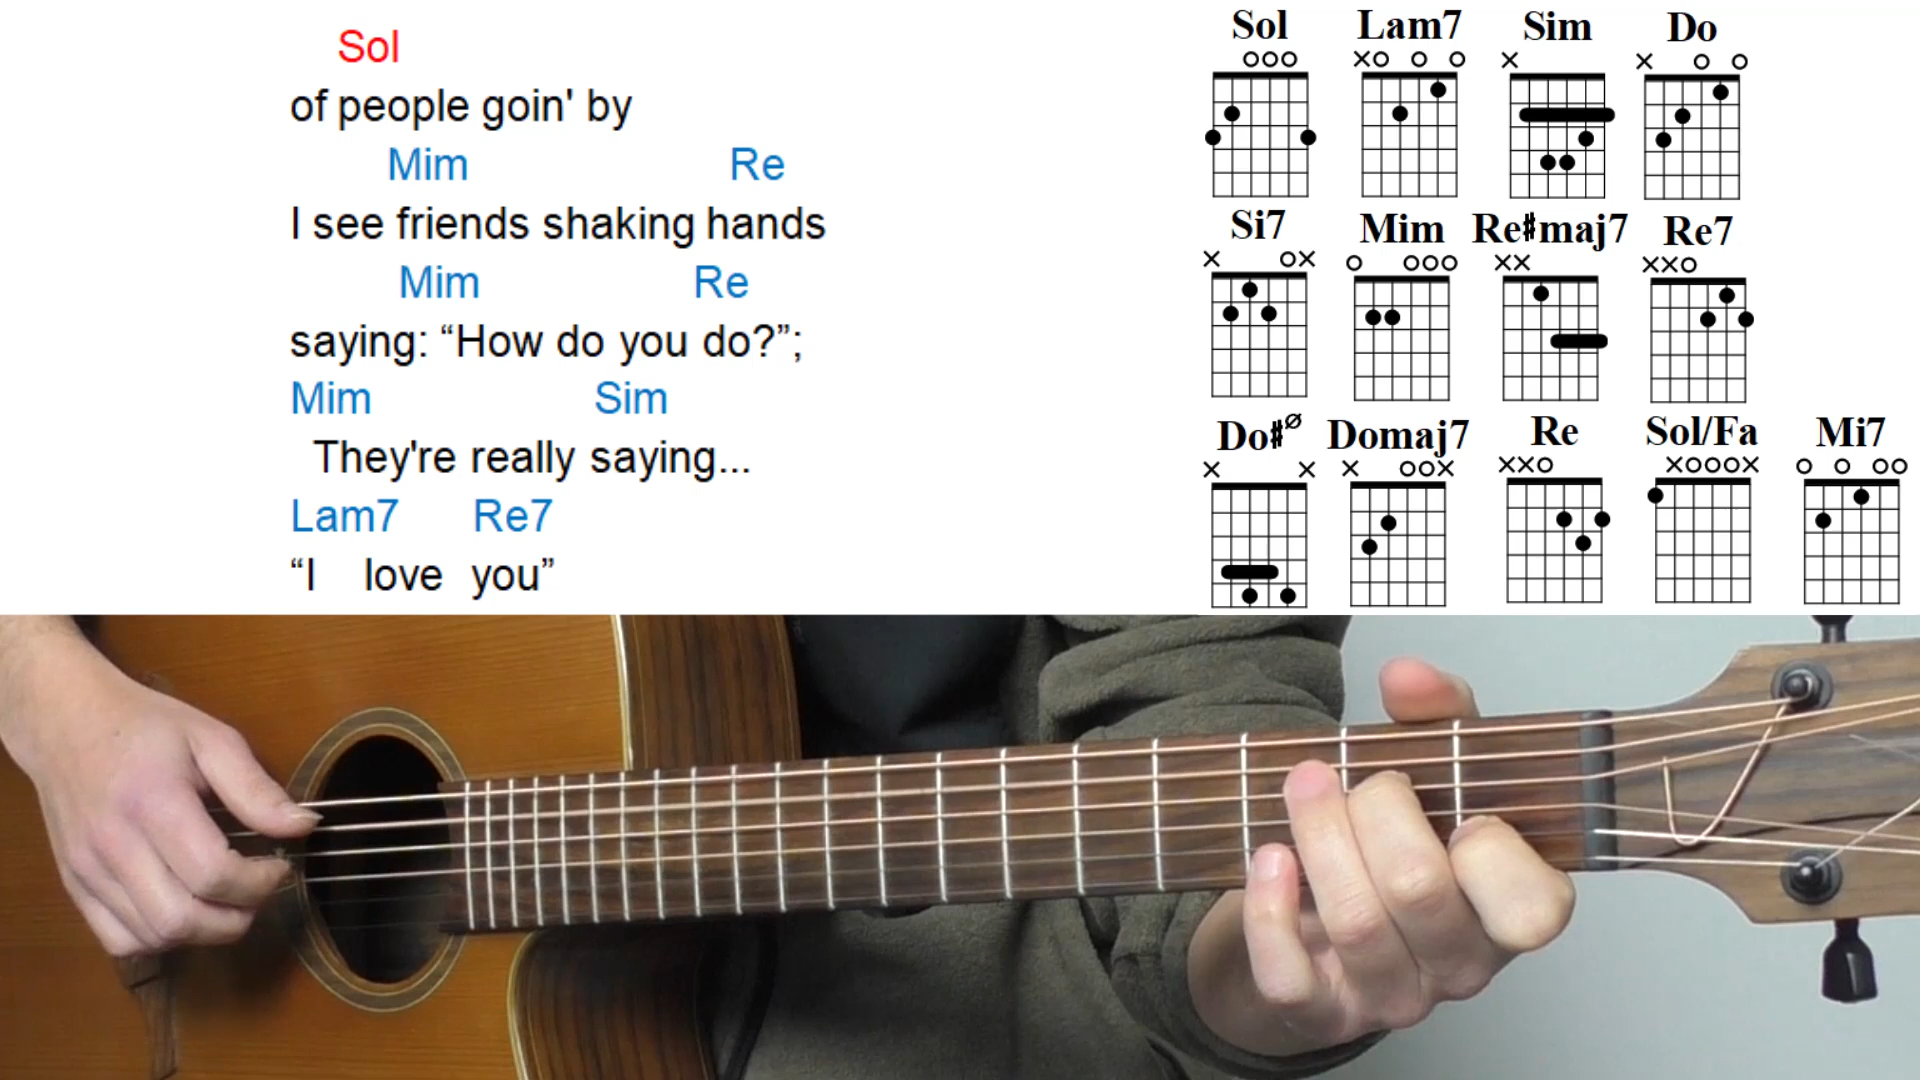 Sol
of people goin' by
Mim Re
I see friends shaking hands
Mim Re
saying: “How do you do?”;
Mim Sim
They're really saying...
Lam7 Re7
“I love you”
Sol Lam7 Sim Do
Si7 Mim Re♯maj7 Re7
Do♯ø Domaj7 Re Sol/Fa Mi7